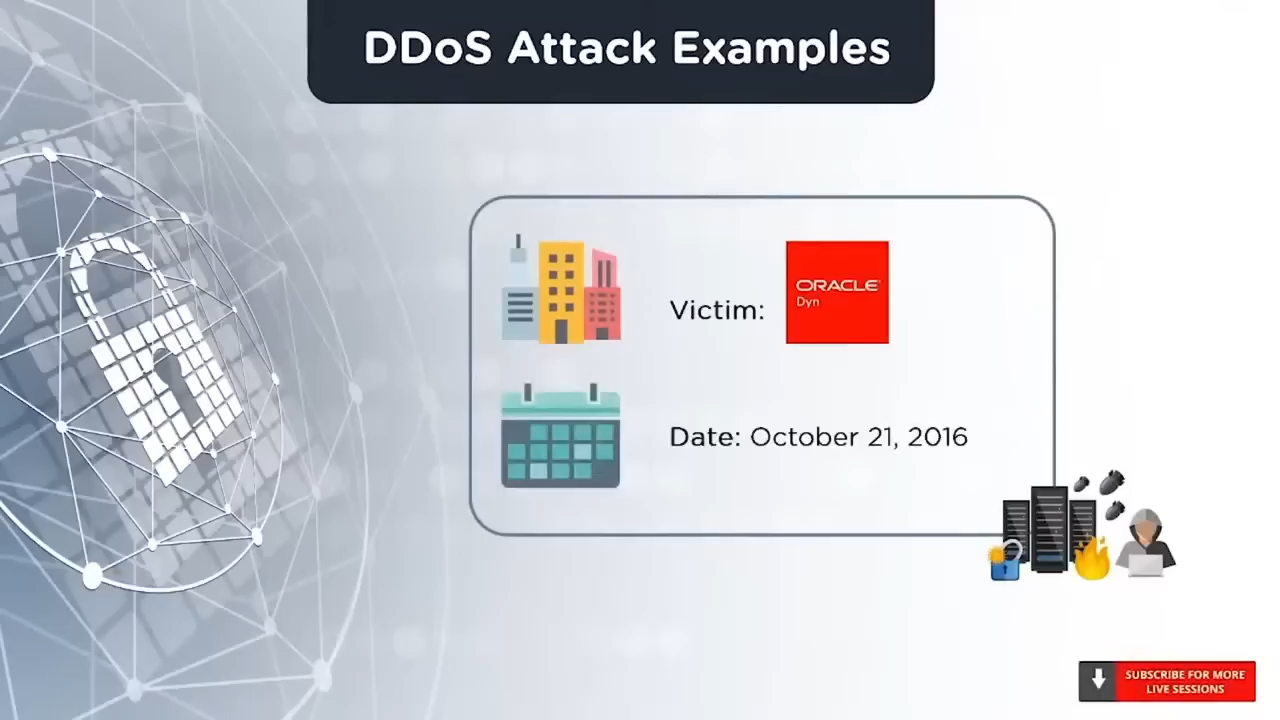 DDoS Attack Examples
Victim:
ORACLE
Dyn
Date: October 21, 2016
SUBSCRIBE FOR MORE
LIVE SESSIONS